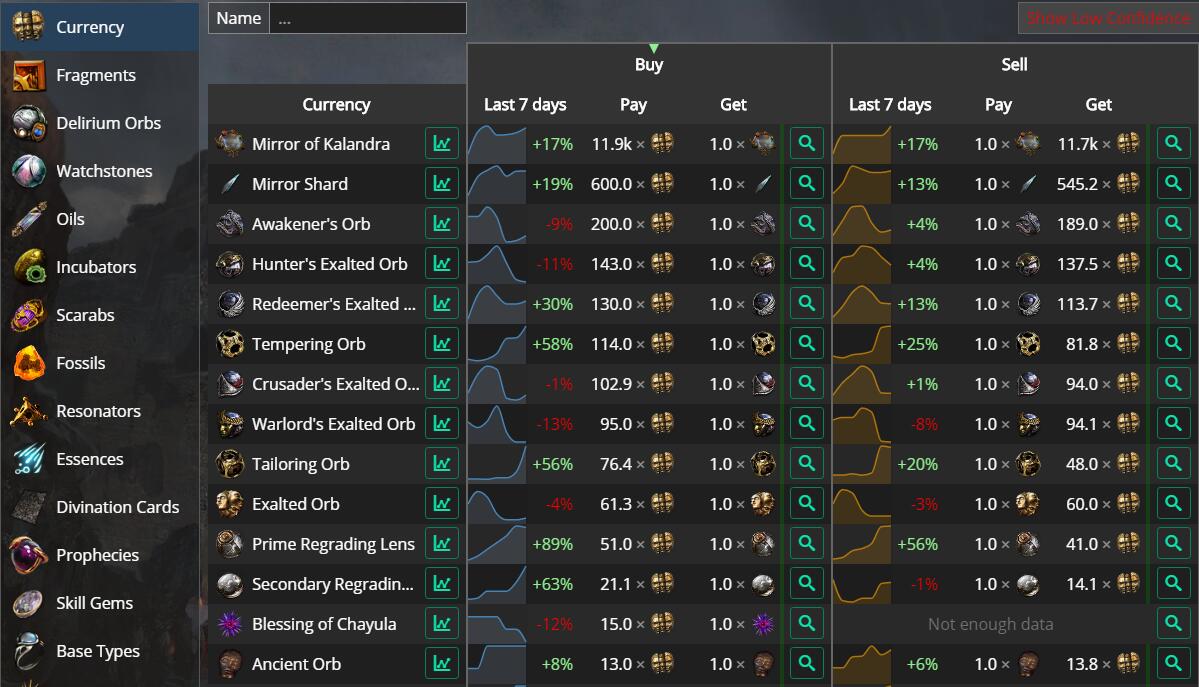 Currency
Fragments
Delirium Orbs
Watchstones
Oils
Incubators
Scarabs
Fossils
Resonators
Essences
Divination Cards
Prophecies
Skill Gems
Base Types
Name ...
Show Low Confidence
Buy Sell
Currency Last 7 days Pay Get Last 7 days Pay Get
Mirror of Kalandra +17% 11.9k × 1.0 × +17% 1.0 × 11.7k ×
Mirror Shard +19% 600.0 × 1.0 × +13% 1.0 × 545.2 ×
Awakener's Orb -9% 200.0 × 1.0 × +4% 1.0 × 189.0 ×
Hunter's Exalted Orb -11% 143.0 × 1.0 × +4% 1.0 × 137.5 ×
Redeemer's Exalted ... +30% 130.0 × 1.0 × +13% 1.0 × 113.7 ×
Tempering Orb +58% 114.0 × 1.0 × +25% 1.0 × 81.8 ×
Crusader's Exalted O... -1% 102.9 × 1.0 × +1% 1.0 × 94.0 ×
Warlord's Exalted Orb -13% 95.0 × 1.0 × -8% 1.0 × 94.1 ×
Tailoring Orb +56% 76.4 × 1.0 × +20% 1.0 × 48.0 ×
Exalted Orb -4% 61.3 × 1.0 × -3% 1.0 × 60.0 ×
Prime Regrading Lens +89% 51.0 × 1.0 × +56% 1.0 × 41.0 ×
Secondary Regradin... +63% 21.1 × 1.0 × -1% 1.0 × 14.1 ×
Blessing of Chayula -12% 15.0 × 1.0 × Not enough data
Ancient Orb +8% 13.0 × 1.0 × +6% 1.0 × 13.8 ×